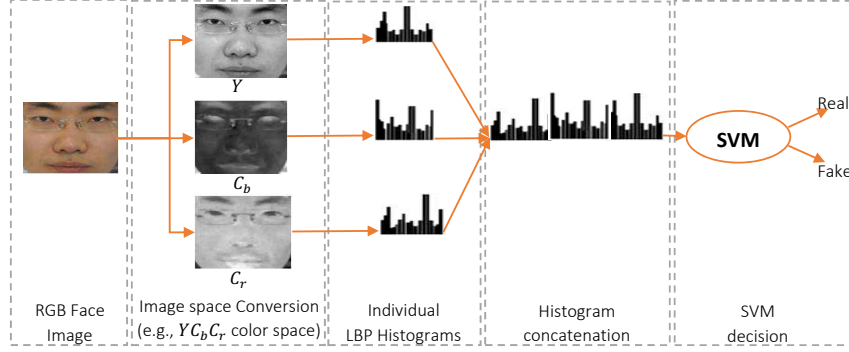 Y
C_b
C_r
SVM
Real
Fake
RGB Face
Image
Image space Conversion
(e.g., YC_bC_r color space)
Individual
LBP Histograms
Histogram
concatenation
SVM
decision